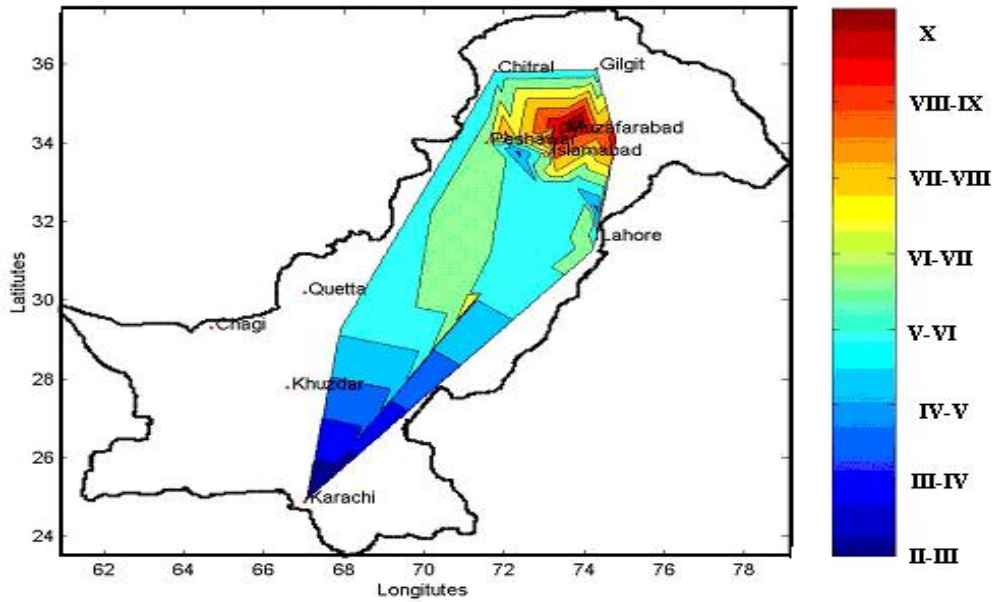 36
34
32
30
28
26
24
Latitutes
Chitral
Gilgit
Muzafarabad
Peshawar
Islamabad
Lahore
Quetta
Chagi
Khuzdar
Karachi
62 64 66 68 70 72 74 76 78
Longitutes
X
VIII-IX
VII-VIII
VI-VII
V-VI
IV-V
III-IV
II-III